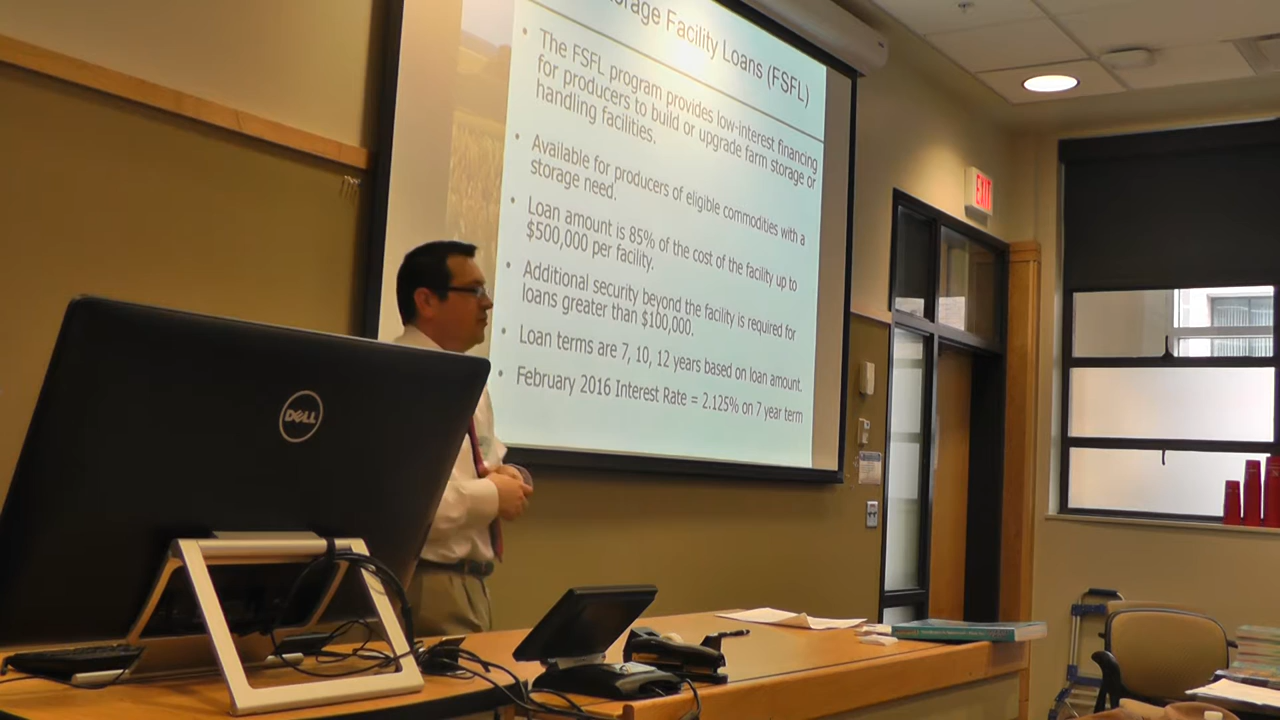 Storage Facility Loans (FSFL)
• The FSFL program provides low-interest financing
for producers to build or upgrade farm storage or
handling facilities.
• Available for producers of eligible commodities with a
storage need.
• Loan amount is 85% of the cost of the facility up to
$500,000 per facility.
• Additional security beyond the facility is required for
loans greater than $100,000.
• Loan terms are 7, 10, 12 years based on loan amount.
• February 2016 Interest Rate = 2.125% on 7 year term
EXIT
DELL